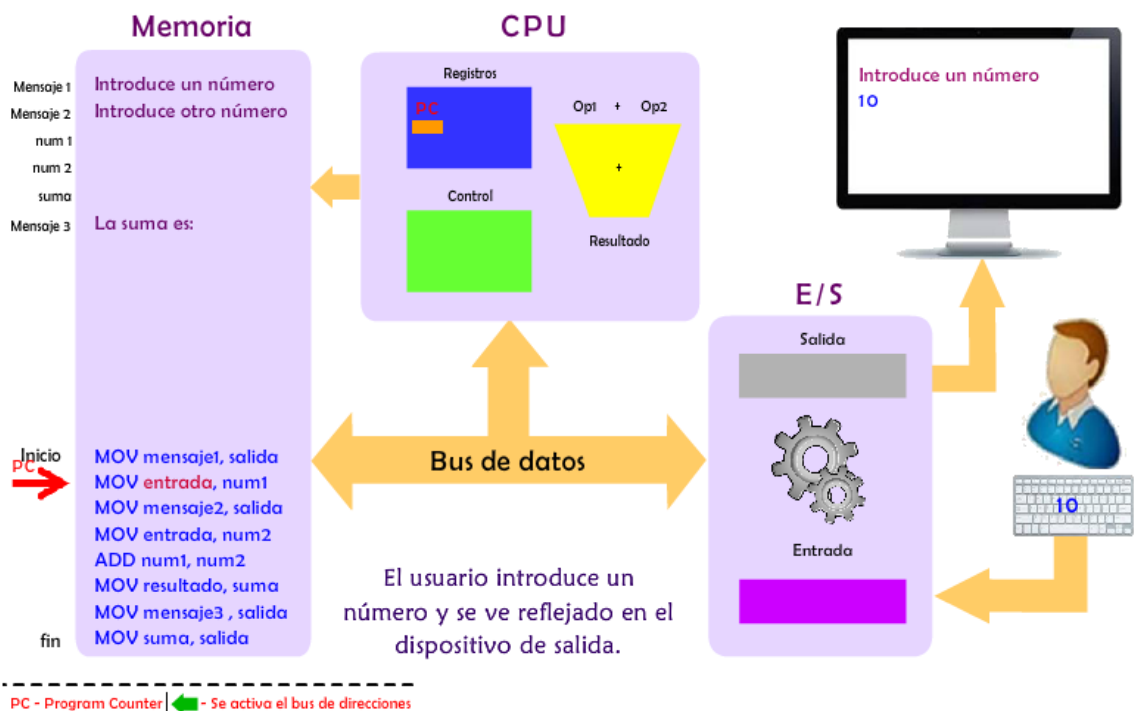 Memoria
Mensaje 1
Introduce un número
Mensaje 2
Introduce otro número
num 1
num 2
suma
Mensaje 3
La suma es:
Inicio
MOV mensaje1, salida
PC
MOV entrada, num1
MOV mensaje2, salida
MOV entrada, num2
ADD num1, num2
MOV resultado, suma
MOV mensaje3 , salida
fin
MOV suma, salida
CPU
Registros
PC
Op1 + Op2
+
Control
Resultado
Bus de datos
El usuario introduce un
número y se ve reflejado en el
dispositivo de salida.
Introduce un número
10
E/S
Salida
Entrada
10
PC - Program Counter
- Se activa el bus de direcciones